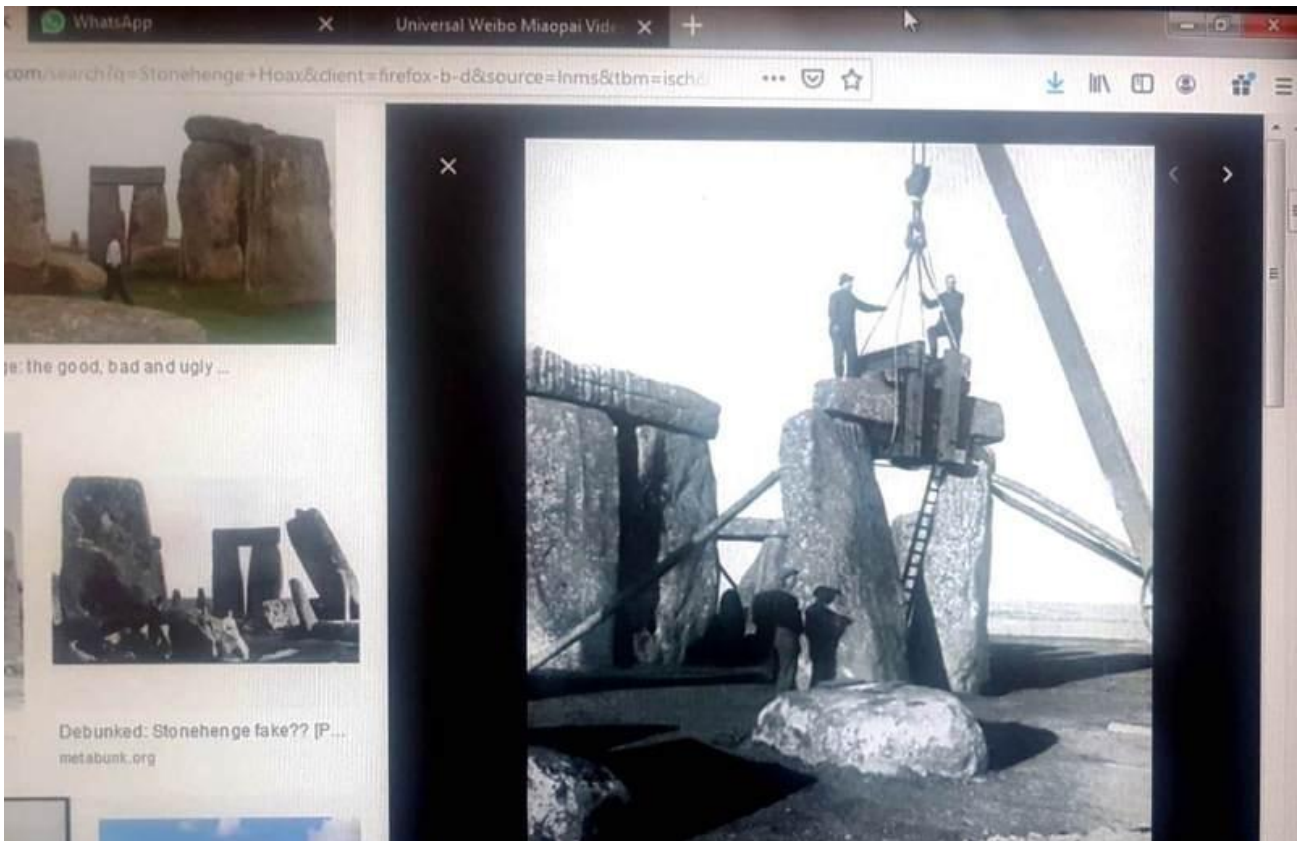 WhatsApp
Universal Weibo Miaopai Vide
com/search?q=Stonehenge+Hoax&client=firefox-b-d&source=lnms&tbm=isch
the good, bad and ugly ...
Debunked: Stonehenge fake?? [P...
metabunk.org